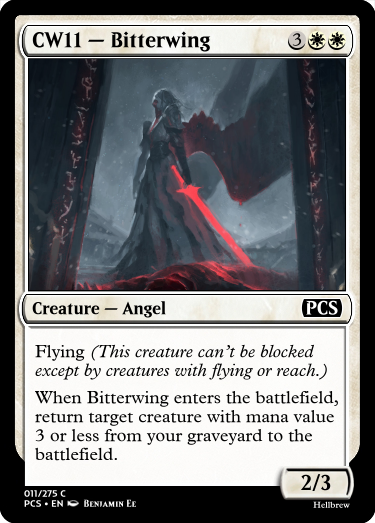 CW11 — Bitterwing 3
Creature — Angel PCS
Flying (This creature can't be blocked
except by creatures with flying or reach.)
When Bitterwing enters the battlefield,
return target creature with mana value
3 or less from your graveyard to the
battlefield.
2/3
011/275 C
PCS • EN Benjamin Ee
Hellbrew